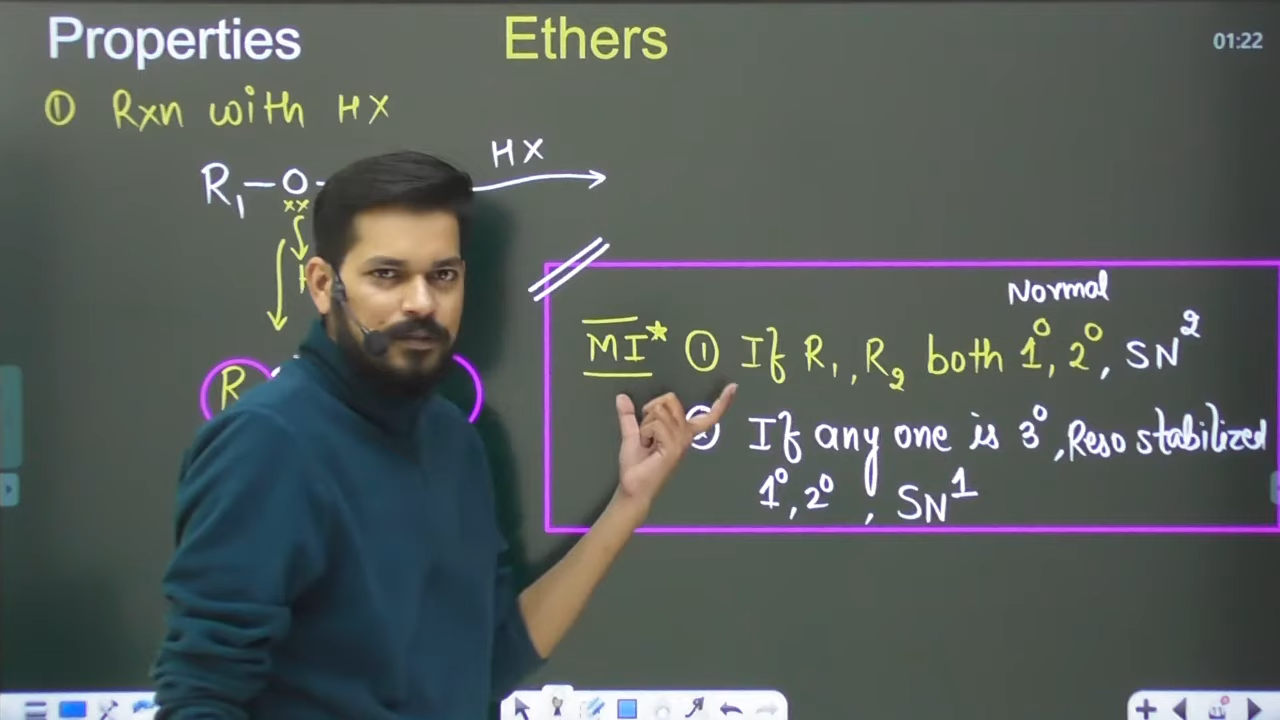 Properties
Ethers
01:22
① Rxn with HX
R₁-O-
HX
××
H
R
Normal
MI* ① If R₁, R₂ both 1°, 2°, SN²
② If any one is 3°, Reso stabilized
1°, 2°, SN¹